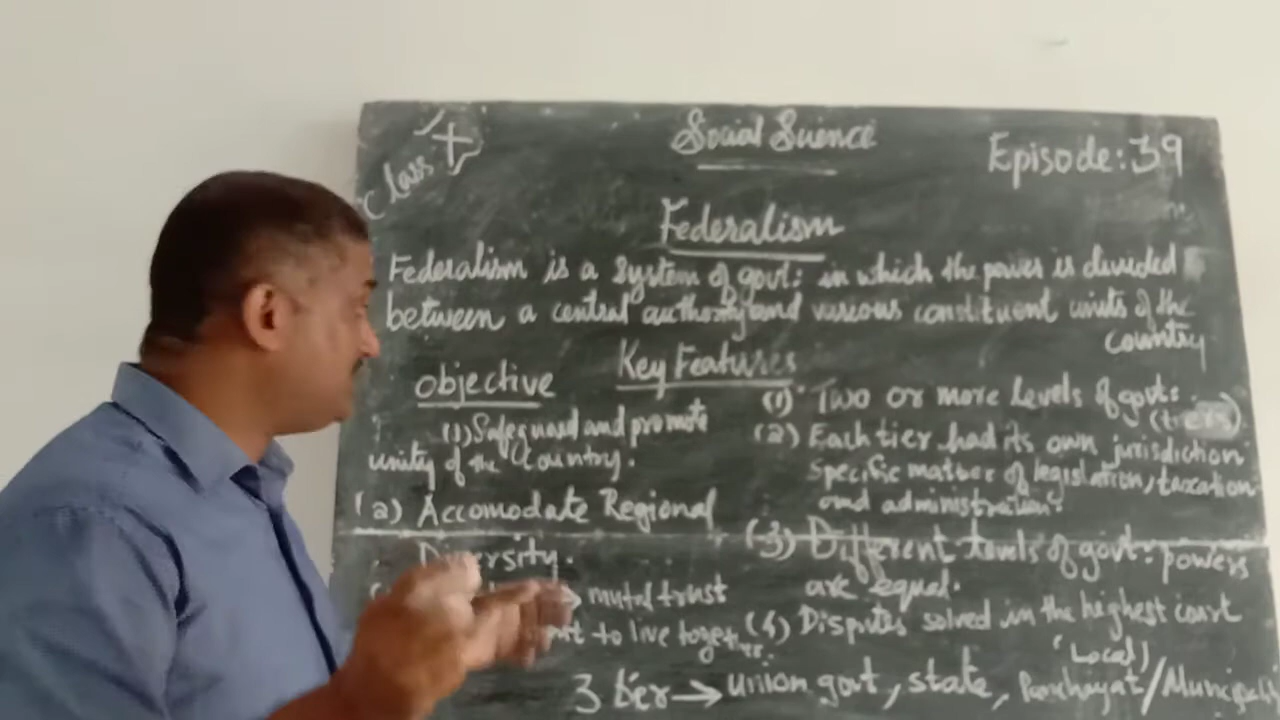 Class: X
Social Science
Episode: 39
Federalism
Federalism is a System of govt: in which the power is divided
between a central authority and various constituent units of the
country
Key Features
objective
(1) Safeguard and promote
unity of the Country.
(2) Accomodate Regional
Diversity.
→ mutal trust
to live together
(1) Two or more levels of govt:
(tiers)
(2) Each tier had its own jurisdiction
specific matter of legislation, taxation
and administration:
(3) Different levels of govt: powers
are equal.
(4) Disputes solved in the highest court
(Local)
3 tier → union govt, state, Panchayat/Municipality